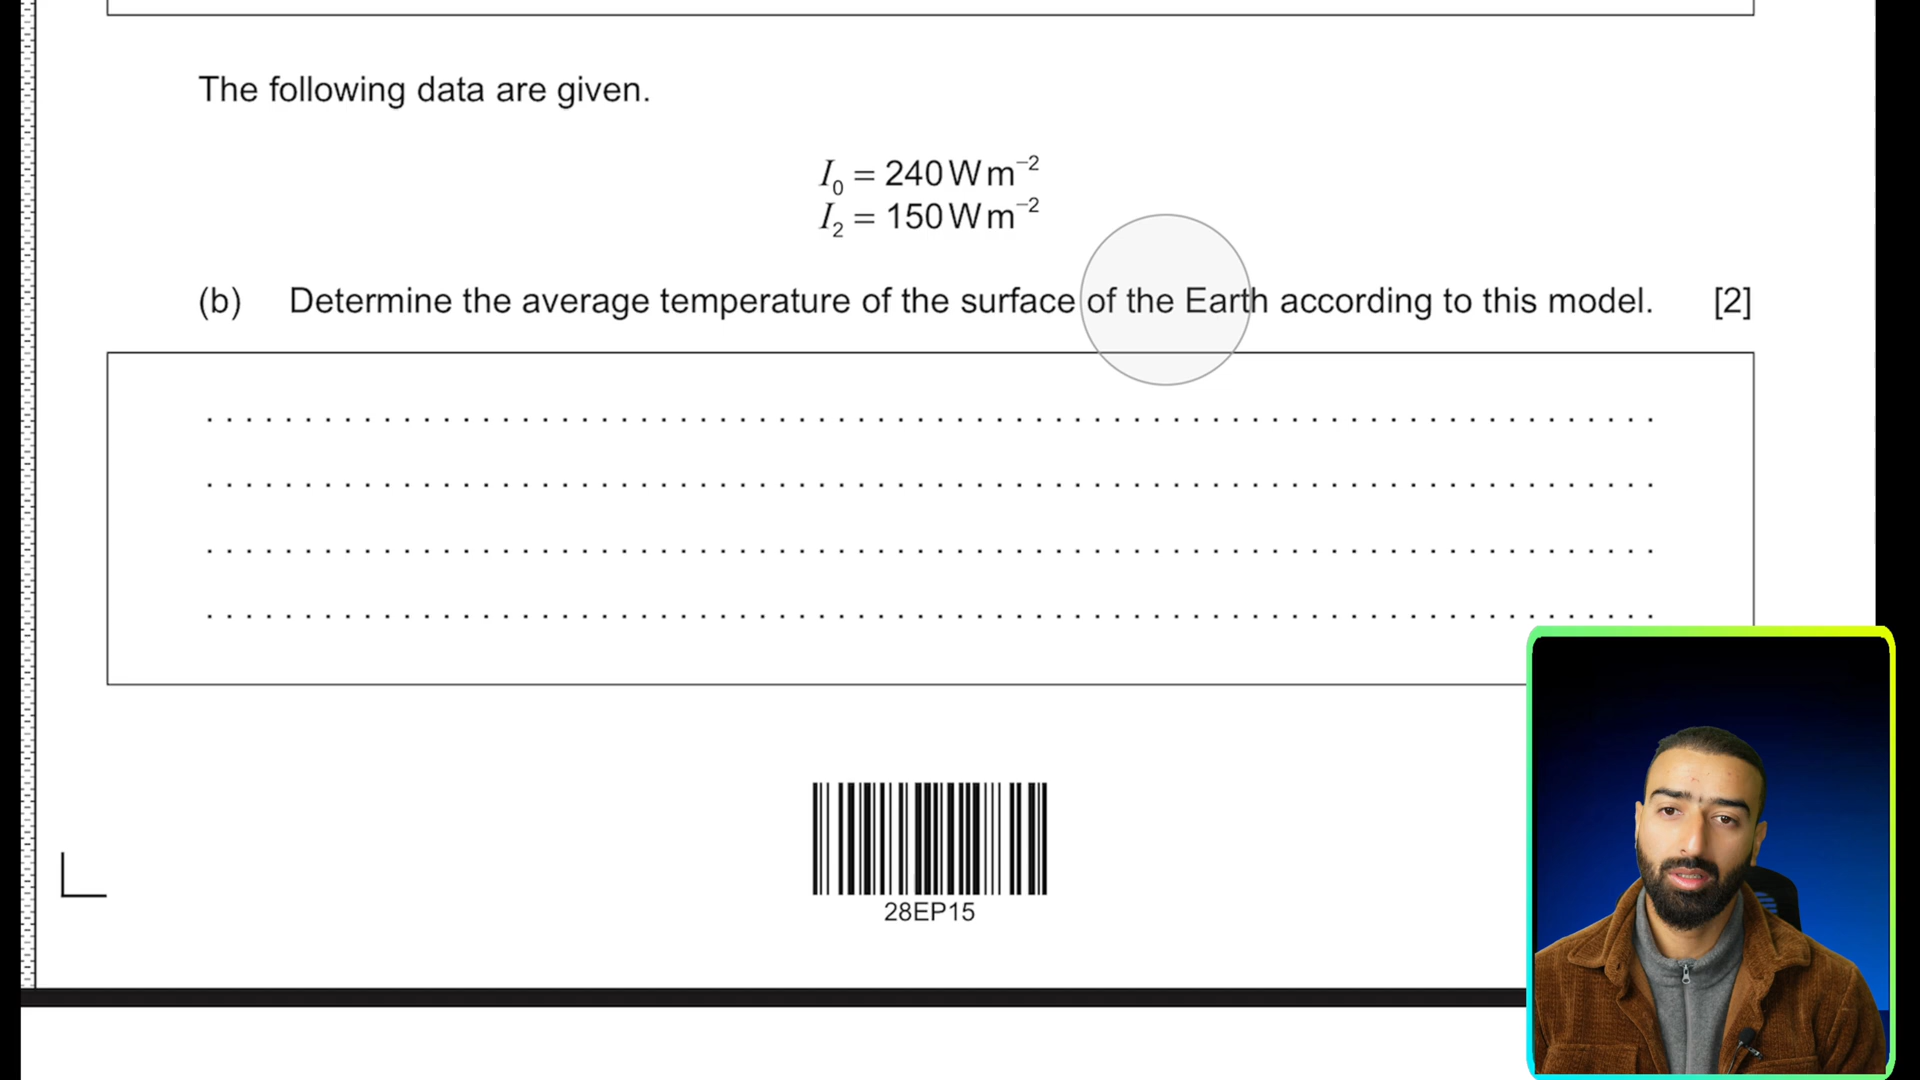 The following data are given.
I₀ = 240 W m⁻²
I₂ = 150 W m⁻²
(b) Determine the average temperature of the surface of the Earth according to this model. [2]
28EP15